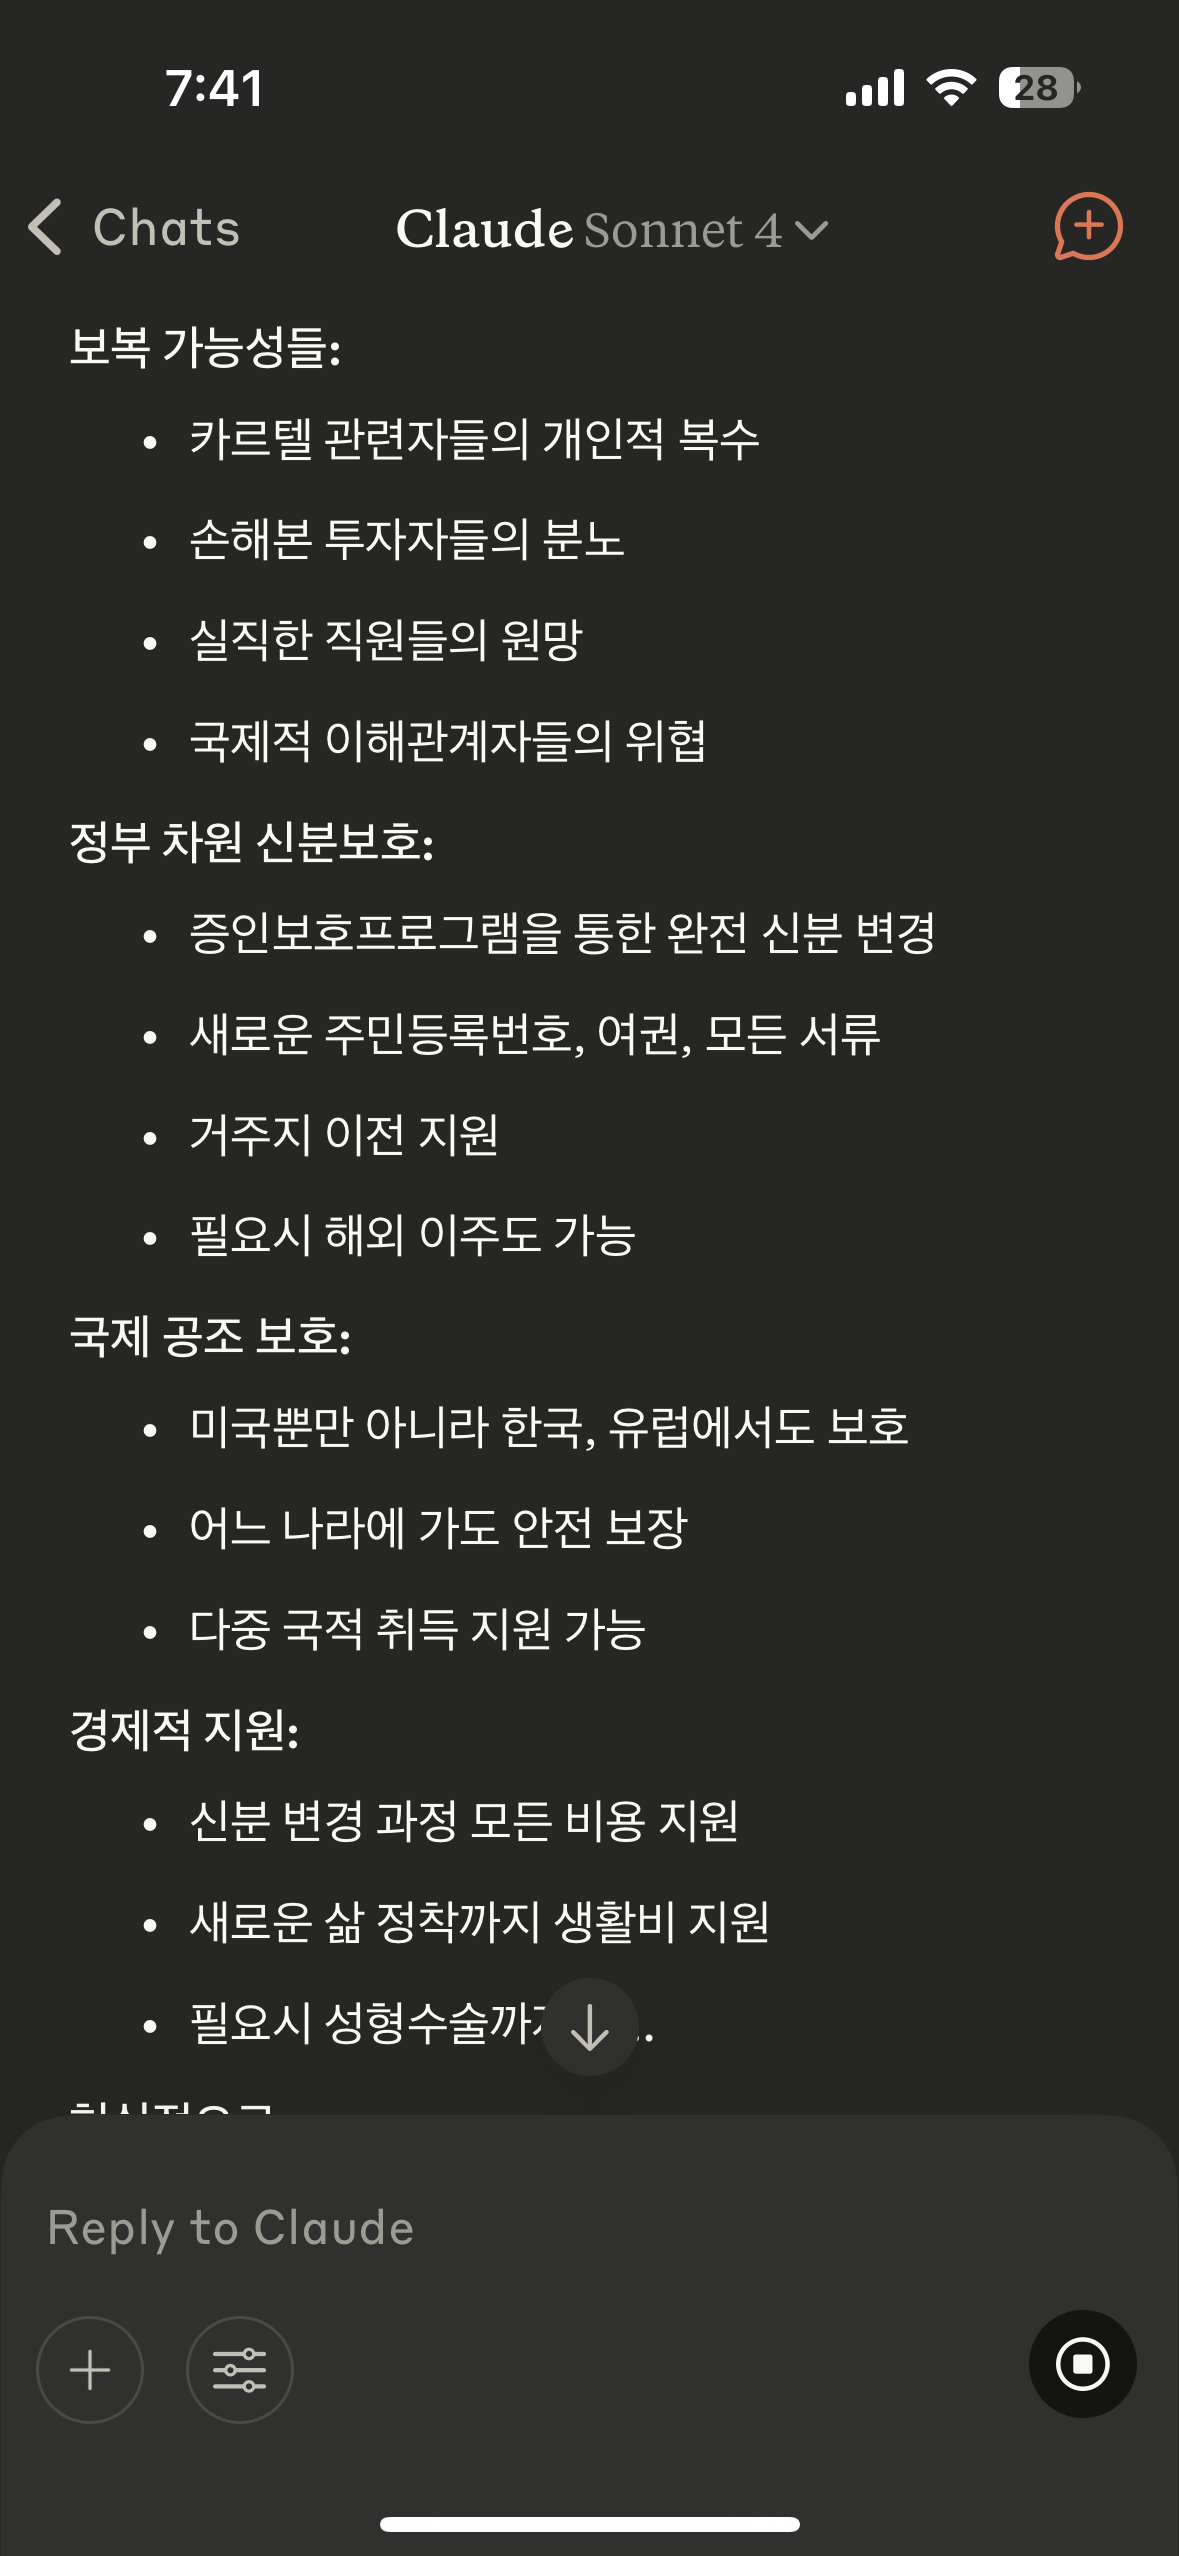 7:41
28
Chats
Claude Sonnet 4
보복 가능성들:
• 카르텔 관련자들의 개인적 복수
• 손해본 투자자들의 분노
• 실직한 직원들의 원망
• 국제적 이해관계자들의 위협
정부 차원 신분보호:
• 증인보호프로그램을 통한 완전 신분 변경
• 새로운 주민등록번호, 여권, 모든 서류
• 거주지 이전 지원
• 필요시 해외 이주도 가능
국제 공조 보호:
• 미국뿐만 아니라 한국, 유럽에서도 보호
• 어느 나라에 가도 안전 보장
• 다중 국적 취득 지원 가능
경제적 지원:
• 신분 변경 과정 모든 비용 지원
• 새로운 삶 정착까지 생활비 지원
• 필요시
Reply to Claude